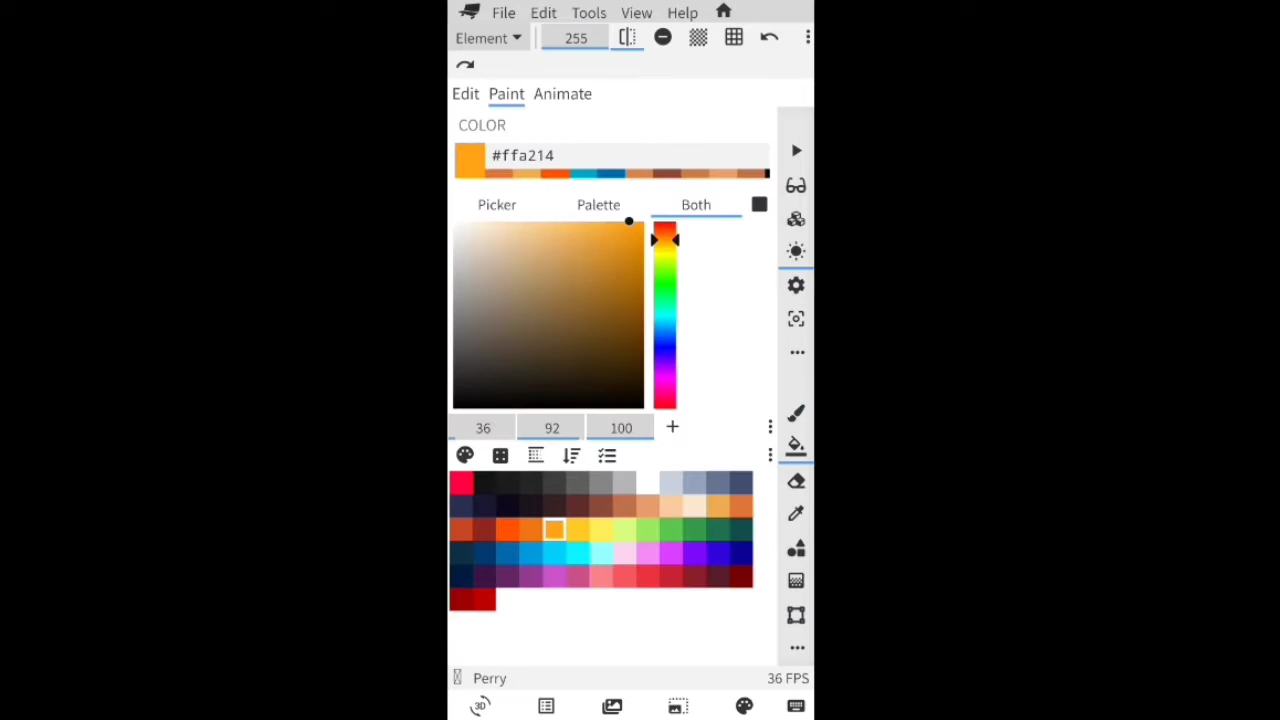 File Edit Tools View Help
Element 255
Edit Paint Animate
COLOR
#ffa214
Picker Palette Both
36 92 100
Perry 36 FPS
3D